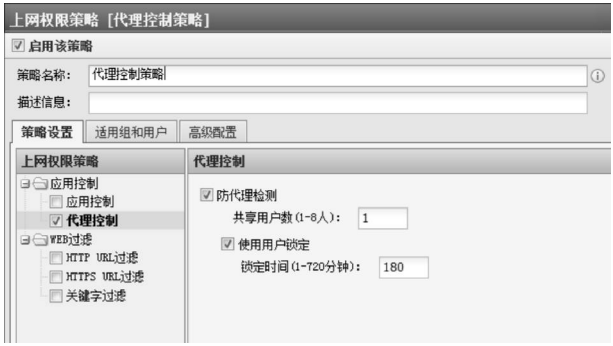 上网权限策略 [代理控制策略]
启用该策略
策略名称: 代理控制策略
描述信息:
策略设置 适用组和用户 高级配置
上网权限策略 代理控制
应用控制
应用控制
代理控制
WEB过滤
HTTP URL过滤
HTTPS URL过滤
关键字过滤
防代理检测
共享用户数(1-8人): 1
使用用户锁定
锁定时间(1-720分钟): 180